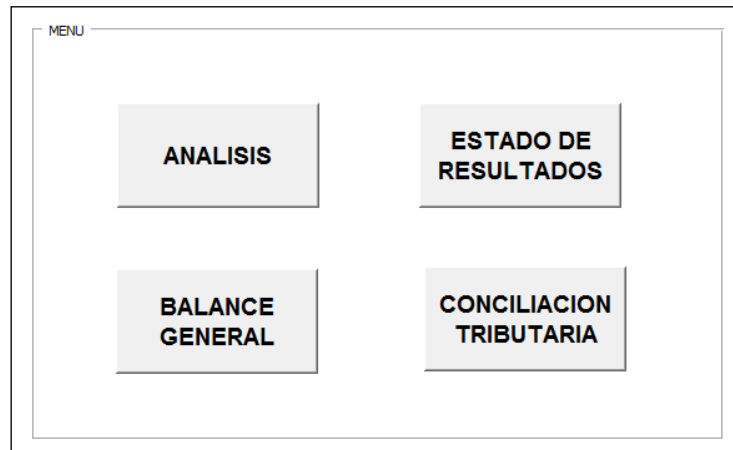 MENU
ANALISIS
ESTADO DE
RESULTADOS
BALANCE
GENERAL
CONCILIACION
TRIBUTARIA